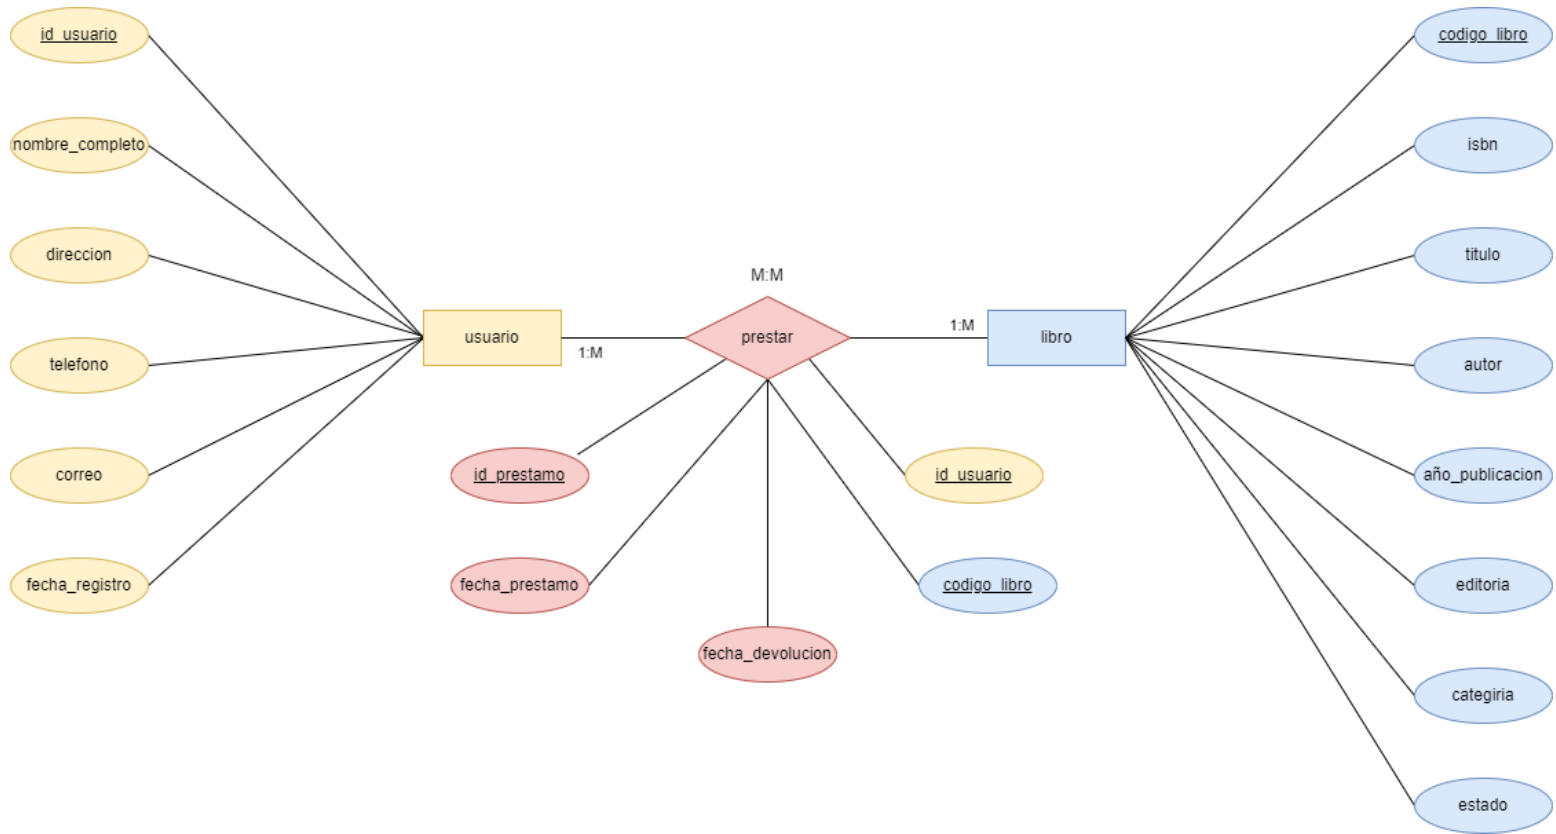 id_usuario
nombre_completo
direccion
telefono
correo
fecha_registro
usuario
1:M
M:M
prestar
1:M
libro
id_prestamo
fecha_prestamo
fecha_devolucion
codigo_libro
id_usuario
codigo_libro
isbn
titulo
autor
año_publicacion
editoria
categiria
estado